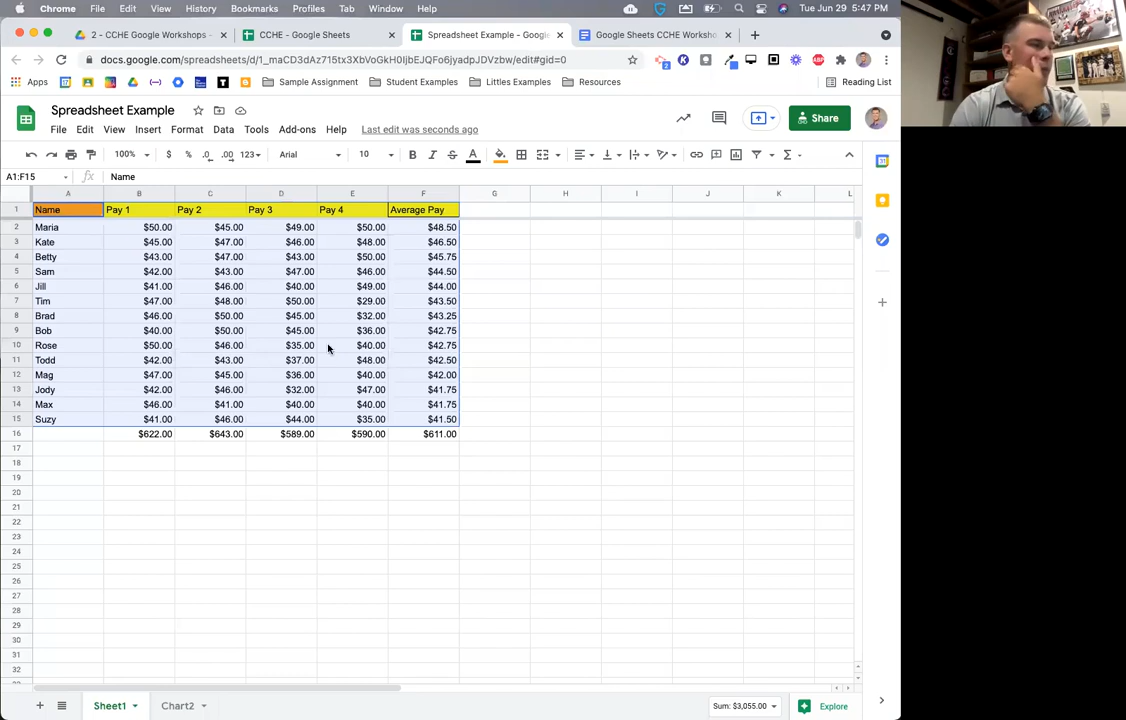 Chrome File Edit View History Bookmarks Profiles Tab Window Help Tue Jun 29 5:47 PM
2 - CCHE Google Workshops - CCHE - Google Sheets Spreadsheet Example - Google Google Sheets CCHE Worksho
docs.google.com/spreadsheets/d/1_maCD3dAz715tx3XbVoGkH0IjbEJQFo6jyadpJDVzbw/edit#gid=0
Apps Sample Assignment Student Examples Littles Examples Resources Reading List
Spreadsheet Example
File Edit View Insert Format Data Tools Add-ons Help Last edit was seconds ago
Share
100% $ % .0 .00 123 Arial 10 B I S A
A1:F15 fx Name
A B C D E F G H I J K L
1 Name Pay 1 Pay 2 Pay 3 Pay 4 Average Pay
2 Maria $50.00 $45.00 $49.00 $50.00 $48.50
3 Kate $45.00 $47.00 $46.00 $48.00 $46.50
4 Betty $43.00 $47.00 $43.00 $50.00 $45.75
5 Sam $42.00 $43.00 $47.00 $46.00 $44.50
6 Jill $41.00 $46.00 $40.00 $49.00 $44.00
7 Tim $47.00 $48.00 $50.00 $29.00 $43.50
8 Brad $46.00 $50.00 $45.00 $32.00 $43.25
9 Bob $40.00 $50.00 $45.00 $36.00 $42.75
10 Rose $50.00 $46.00 $35.00 $40.00 $42.75
11 Todd $42.00 $43.00 $37.00 $48.00 $42.50
12 Mag $47.00 $45.00 $36.00 $40.00 $42.00
13 Jody $42.00 $46.00 $32.00 $47.00 $41.75
14 Max $46.00 $41.00 $40.00 $40.00 $41.75
15 Suzy $41.00 $46.00 $44.00 $35.00 $41.50
16 $622.00 $643.00 $589.00 $590.00 $611.00
17
18
19
20
21
22
23
24
25
26
27
28
29
30
31
32
Sheet1 Chart2 Sum: $3,055.00 Explore